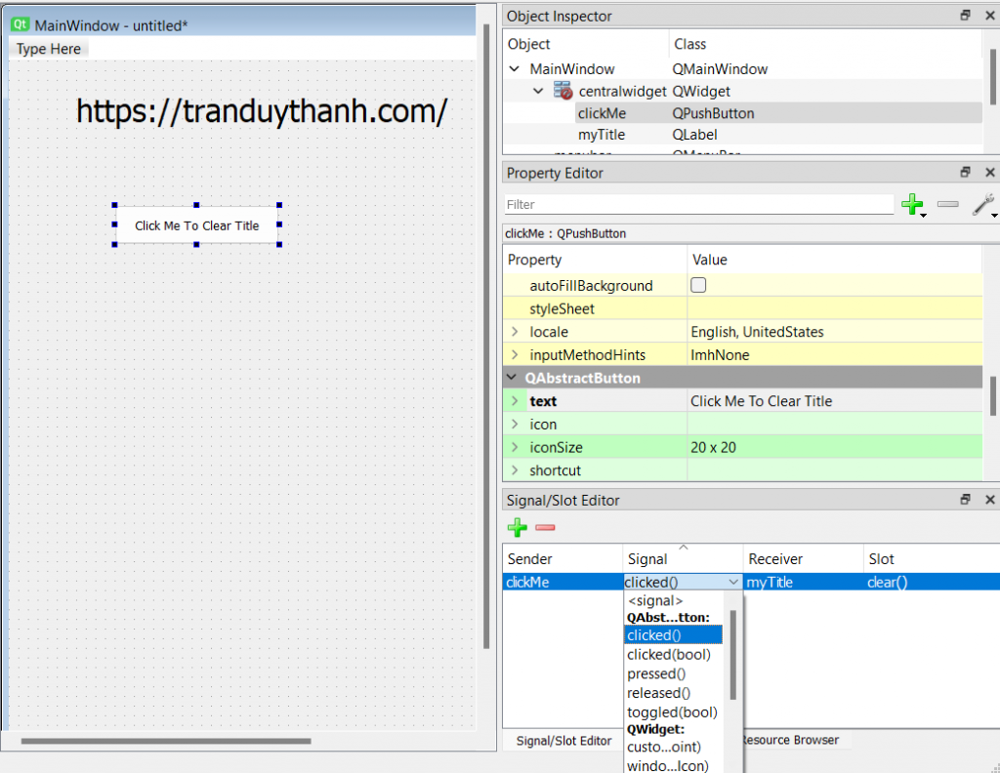 MainWindow - untitled*
Type Here
https://tranduythanh.com/
Click Me To Clear Title
Object Inspector
Object Class
MainWindow QMainWindow
centralwidget QWidget
clickMe QPushButton
myTitle QLabel
menubar QMenuBar
Property Editor
Filter
clickMe : QPushButton
Property Value
autoFillBackground
styleSheet
locale English, UnitedStates
inputMethodHints ImhNone
QAbstractButton
text Click Me To Clear Title
icon
iconSize 20 x 20
shortcut
Signal/Slot Editor
Sender Signal Receiver Slot
clickMe clicked() myTitle clear()
<signal>
QAbst...tton:
clicked()
clicked(bool)
pressed()
released()
toggled(bool)
QWidget:
custo...oint)
windo...Icon)
Signal/Slot Editor Resource Browser